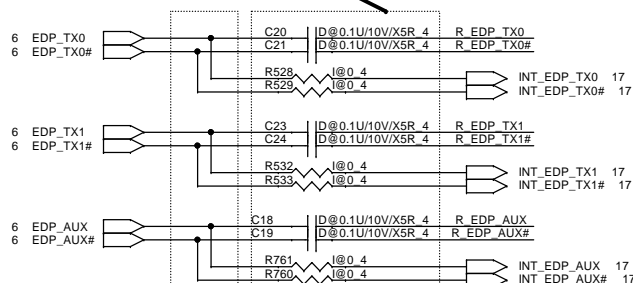 6 EDP_TX0 C20 D@0.1U/10V/X5R_4 R_EDP_TX0
6 EDP_TX0# C21 D@0.1U/10V/X5R_4 R_EDP_TX0#
R528 I@0_4 INT_EDP_TX0 17
R529 I@0_4 INT_EDP_TX0# 17
6 EDP_TX1 C23 D@0.1U/10V/X5R_4 R_EDP_TX1
6 EDP_TX1# C24 D@0.1U/10V/X5R_4 R_EDP_TX1#
R532 I@0_4 INT_EDP_TX1 17
R533 I@0_4 INT_EDP_TX1# 17
6 EDP_AUX C18 D@0.1U/10V/X5R_4 R_EDP_AUX
6 EDP_AUX# C19 D@0.1U/10V/X5R_4 R_EDP_AUX#
R761 I@0_4 INT_EDP_AUX 17
R760 I@0_4 INT_EDP_AUX# 17